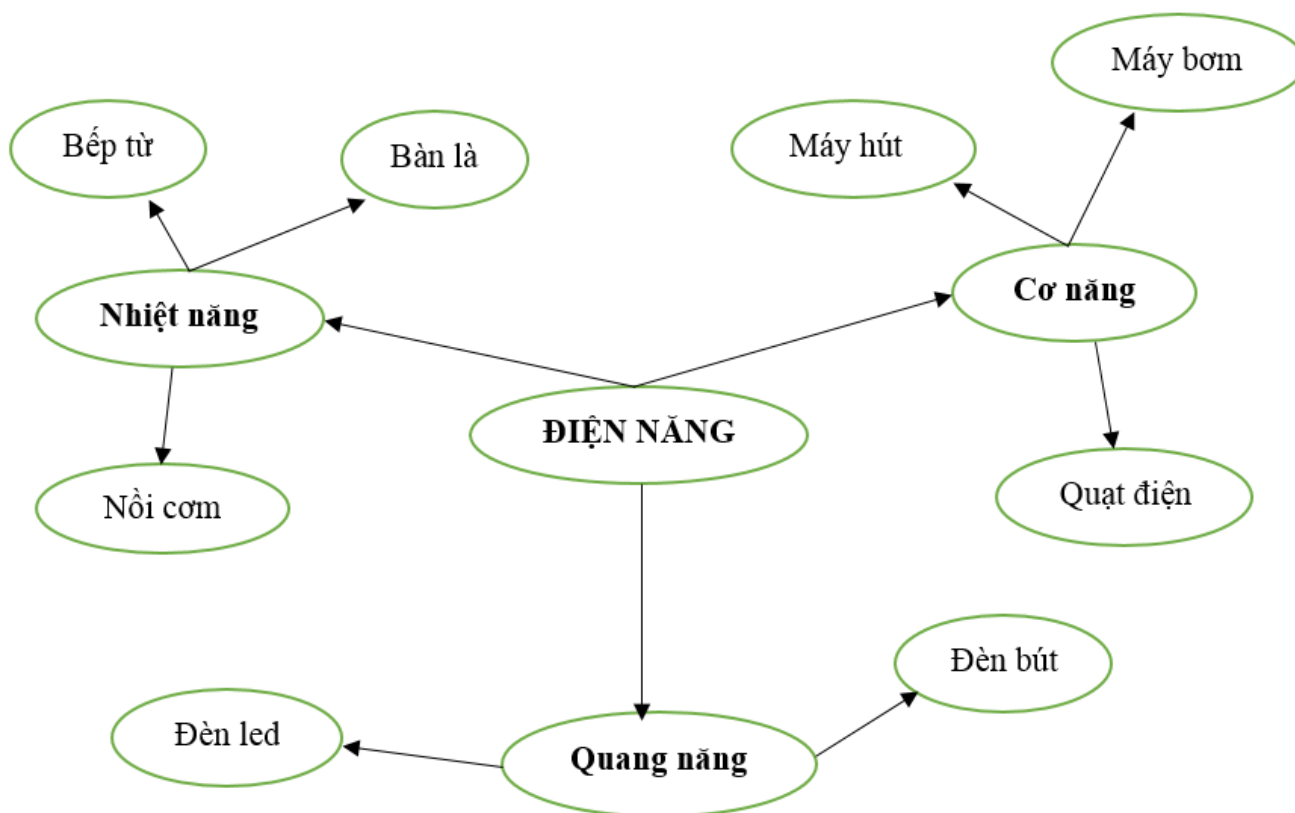 Máy bơm
Bếp từ
Bàn là
Máy hút
Nhiệt năng
Cơ năng
ĐIỆN NĂNG
Nồi cơm
Quạt điện
Đèn bút
Đèn led
Quang năng